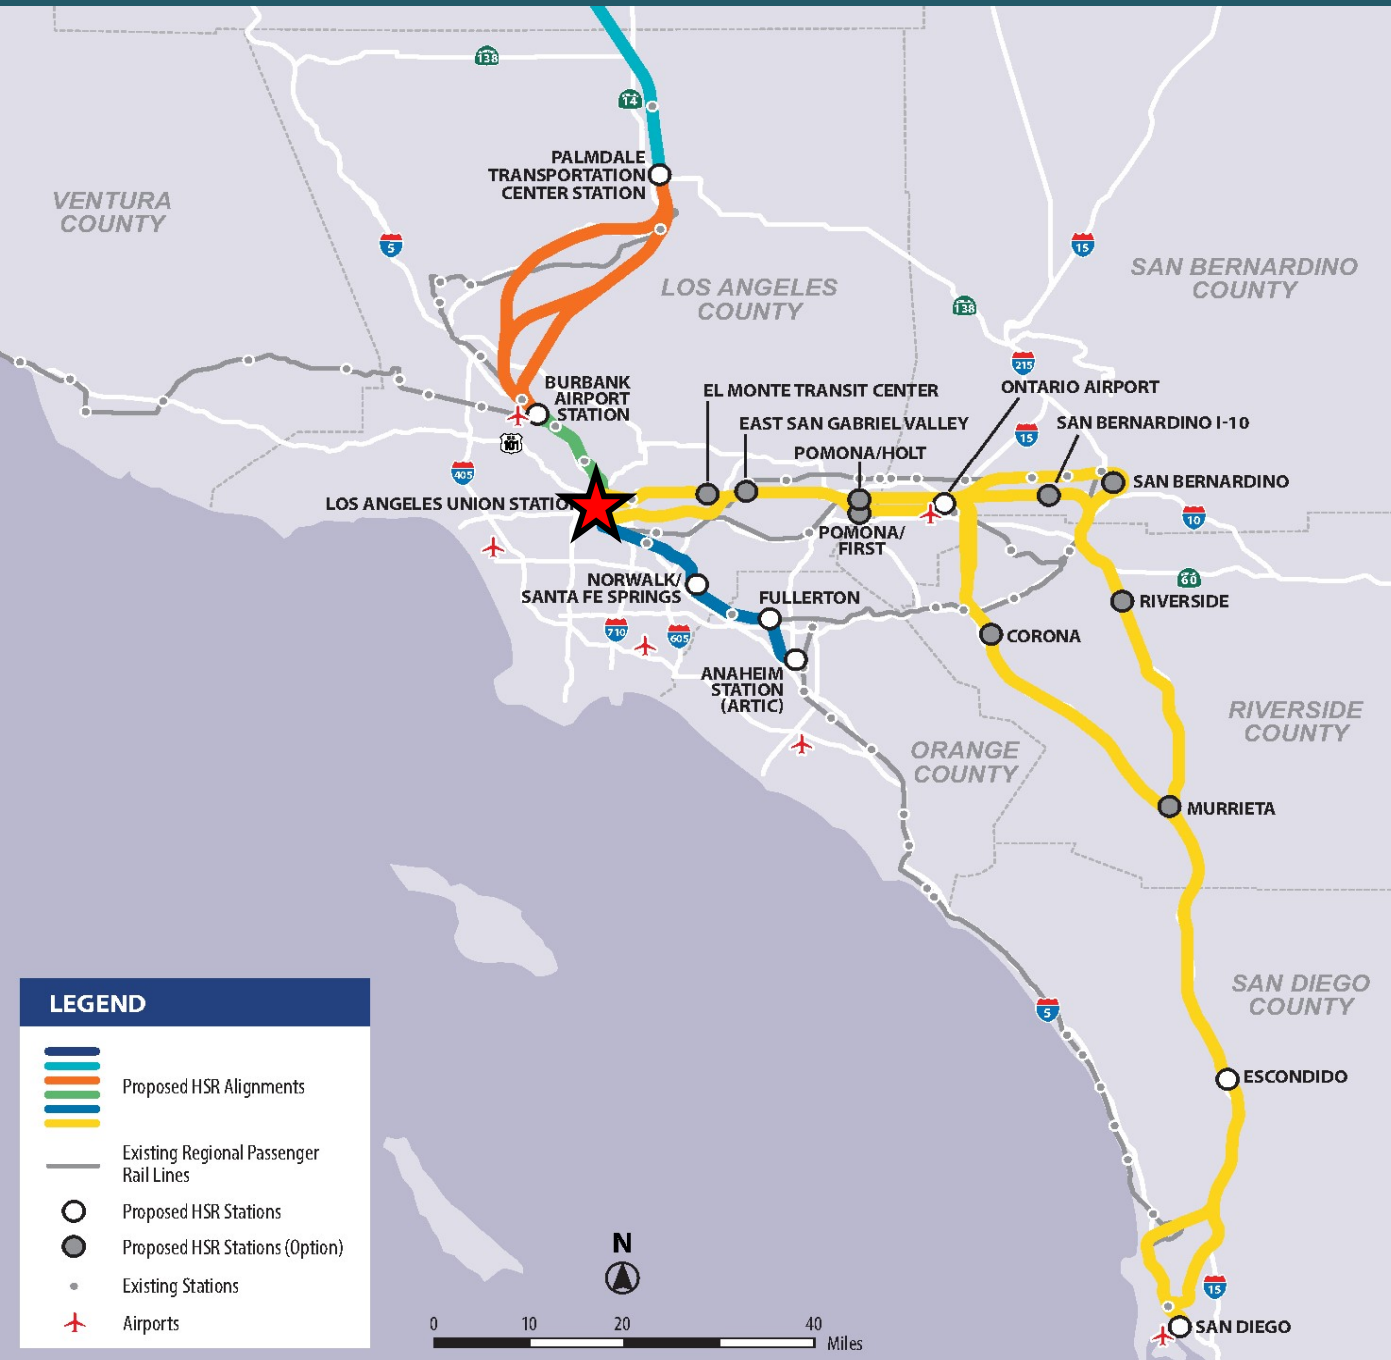 138
14
PALMDALE
TRANSPORTATION
CENTER STATION
VENTURA
COUNTY
5
15
SAN BERNARDINO
COUNTY
LOS ANGELES
COUNTY
138
215
BURBANK
AIRPORT
STATION
EL MONTE TRANSIT CENTER
ONTARIO AIRPORT
EAST SAN GABRIEL VALLEY
SAN BERNARDINO I-10
15
101
POMONA/HOLT
405
SAN BERNARDINO
LOS ANGELES UNION STATIO
10
POMONA/
FIRST
NORWALK/
SANTA FE SPRINGS
60
FULLERTON
RIVERSIDE
710
605
CORONA
ANAHEIM
STATION
(ARTIC)
RIVERSIDE
COUNTY
ORANGE
COUNTY
MURRIETA
SAN DIEGO
COUNTY
5
ESCONDIDO
LEGEND
Proposed HSR Alignments
Existing Regional Passenger
Rail Lines
Proposed HSR Stations
Proposed HSR Stations (Option)
Existing Stations
Airports
N
0 10 20 40
Miles
15
SAN DIEGO